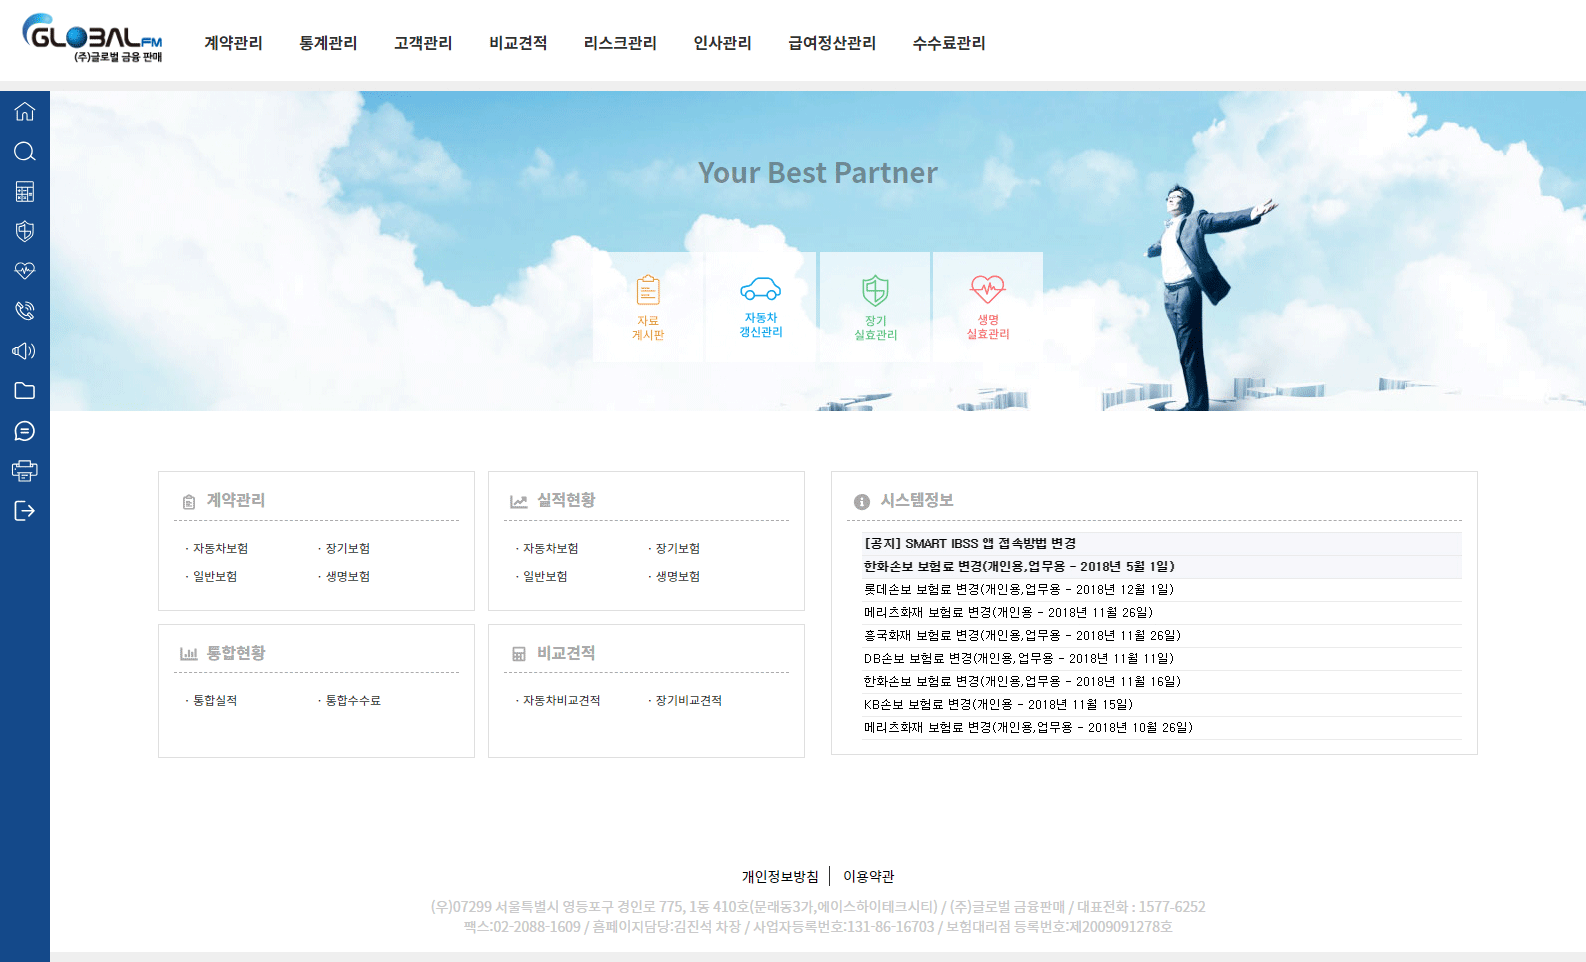 GLOBAL FM
(주)글로벌 금융 판매
계약관리 통계관리 고객관리 비교견적 리스크관리 인사관리 급여정산관리 수수료관리
Your Best Partner
자료
게시판
자동차
갱신관리
장기
실효관리
생명
실효관리
계약관리
· 자동차보험 · 장기보험
· 일반보험 · 생명보험
실적현황
· 자동차보험 · 장기보험
· 일반보험 · 생명보험
통합현황
· 통합실적 · 통합수수료
비교견적
· 자동차비교견적 · 장기비교견적
시스템정보
[공지] SMART IBSS 앱 접속방법 변경
한화손보 보험료 변경(개인용,업무용 - 2018년 5월 1일)
롯데손보 보험료 변경(개인용,업무용 - 2018년 12월 1일)
메리츠화재 보험료 변경(개인용 - 2018년 11월 26일)
흥국화재 보험료 변경(개인용,업무용 - 2018년 11월 26일)
DB손보 보험료 변경(개인용,업무용 - 2018년 11월 11일)
한화손보 보험료 변경(개인용,업무용 - 2018년 11월 16일)
KB손보 보험료 변경(개인용 - 2018년 11월 15일)
메리츠화재 보험료 변경(개인용,업무용 - 2018년 10월 26일)
개인정보방침 이용약관
(우)07299 서울특별시 영등포구 경인로 775, 1동 410호(문래동3가,에이스하이테크시티) / (주)글로벌 금융판매 / 대표전화 : 1577-6252
팩스:02-2088-1609 / 홈페이지담당:김진석 차장 / 사업자등록번호:131-86-16703 / 보험대리점 등록번호:제2009091278호